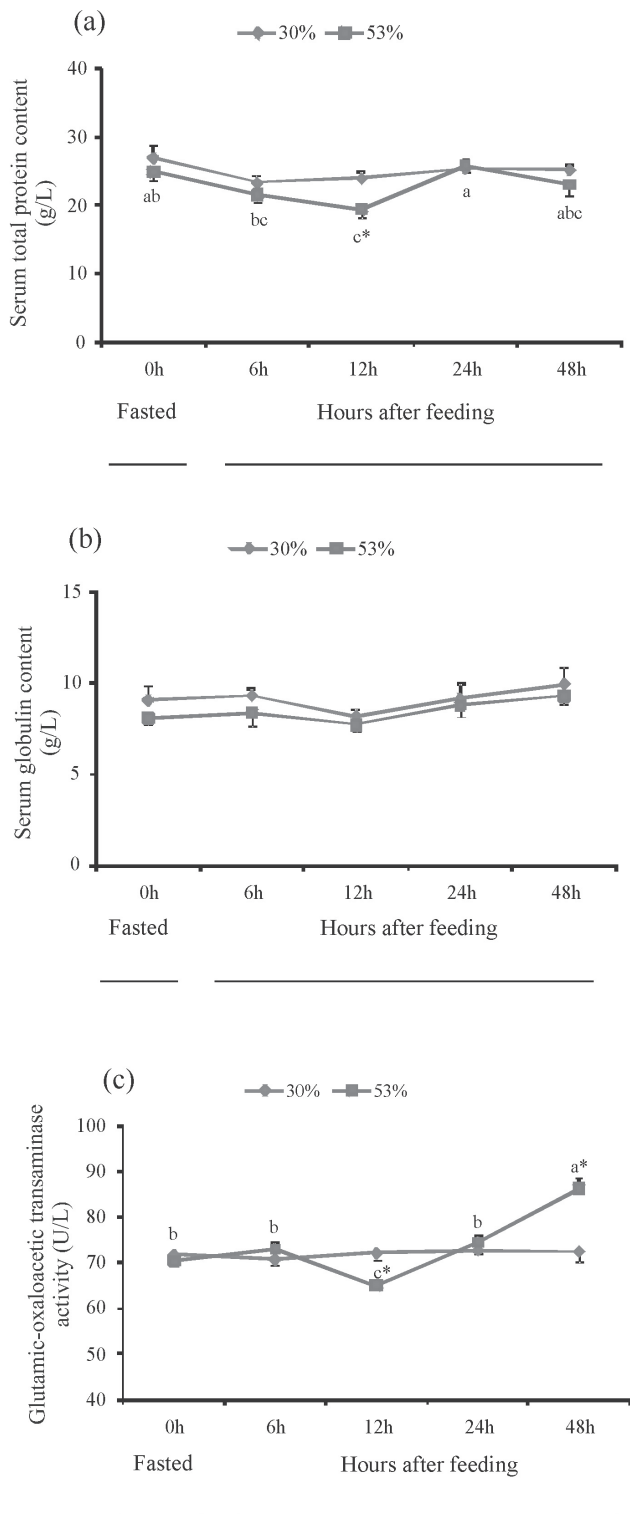 (a)
30% 53%
Serum total protein content
(g/L)
40
30
20
10
0
ab
bc
c*
a
abc
0h 6h 12h 24h 48h
Fasted Hours after feeding
(b)
30% 53%
Serum globulin content
(g/L)
15
10
5
0
0h 6h 12h 24h 48h
Fasted Hours after feeding
(c)
30% 53%
Glutamic-oxaloacetic transaminase
activity (U/L)
100
90
80
70
60
50
40
b
b
c*
b
a*
0h 6h 12h 24h 48h
Fasted Hours after feeding